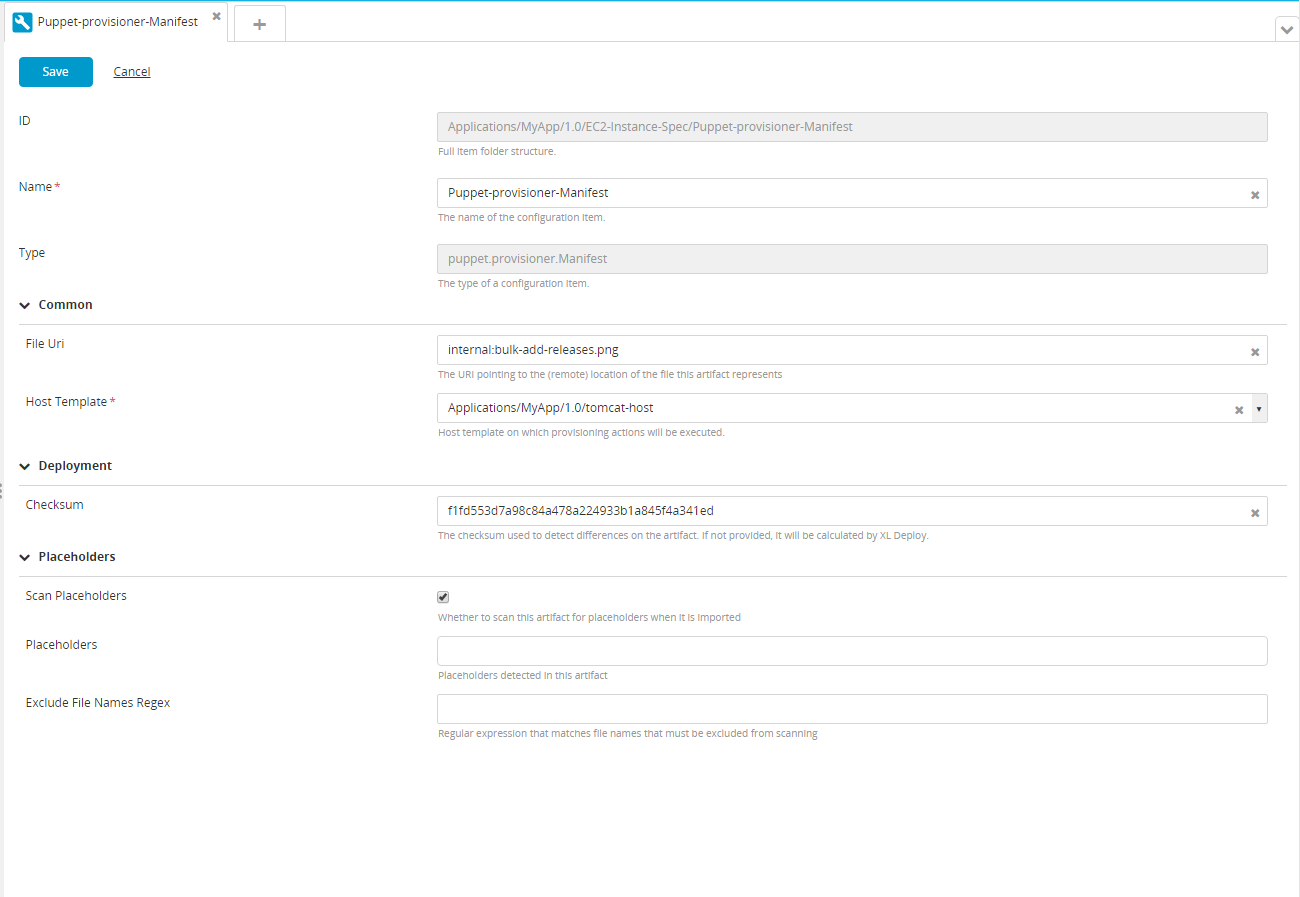 Puppet-provisioner-Manifest
Save Cancel
ID
Applications/MyApp/1.0/EC2-Instance-Spec/Puppet-provisioner-Manifest
Full item folder structure.
Name*
Puppet-provisioner-Manifest
The name of the configuration item.
Type
puppet.provisioner.Manifest
The type of a configuration item.
Common
File Uri
internal:bulk-add-releases.png
The URI pointing to the (remote) location of the file this artifact represents
Host Template*
Applications/MyApp/1.0/tomcat-host
Host template on which provisioning actions will be executed.
Deployment
Checksum
f1fd553d7a98c84a478a224933b1a845f4a341ed
The checksum used to detect differences on the artifact. If not provided, it will be calculated by XL Deploy.
Placeholders
Scan Placeholders
Whether to scan this artifact for placeholders when it is imported
Placeholders
Placeholders detected in this artifact
Exclude File Names Regex
Regular expression that matches file names that must be excluded from scanning